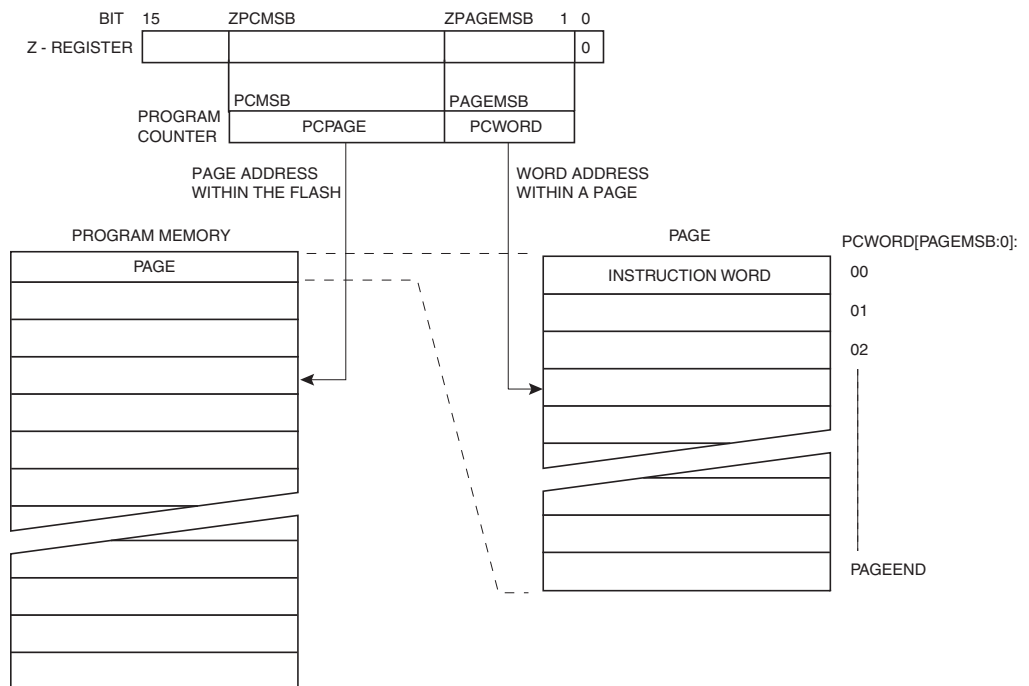 BIT 15 ZPCMSB ZPAGEMSB 1 0
Z - REGISTER 0
PCMSB PAGEMSB
PROGRAM
COUNTER
PCPAGE PCWORD
PAGE ADDRESS
WITHIN THE FLASH
WORD ADDRESS
WITHIN A PAGE
PROGRAM MEMORY
PAGE
PAGE
PCWORD[PAGEMSB:0]:
INSTRUCTION WORD 00
01
02
PAGEEND